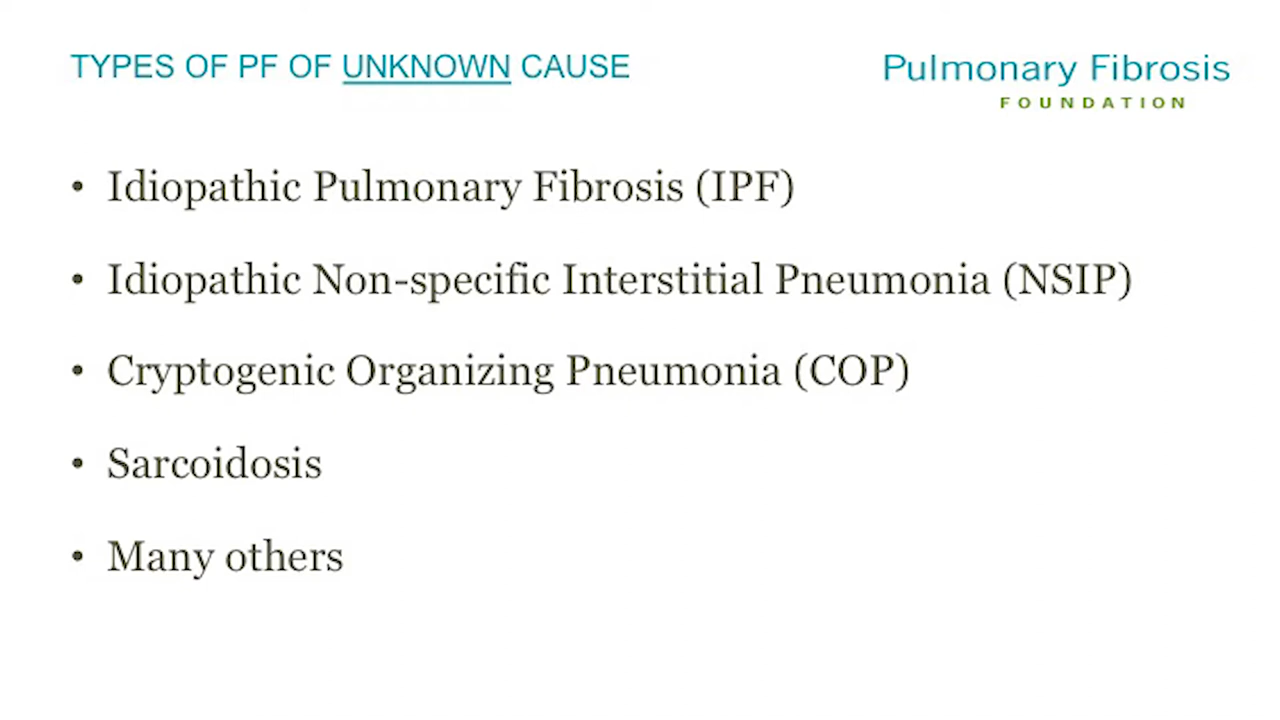 TYPES OF PF OF UNKNOWN CAUSE
Pulmonary Fibrosis
FOUNDATION
• Idiopathic Pulmonary Fibrosis (IPF)
• Idiopathic Non-specific Interstitial Pneumonia (NSIP)
• Cryptogenic Organizing Pneumonia (COP)
• Sarcoidosis
• Many others